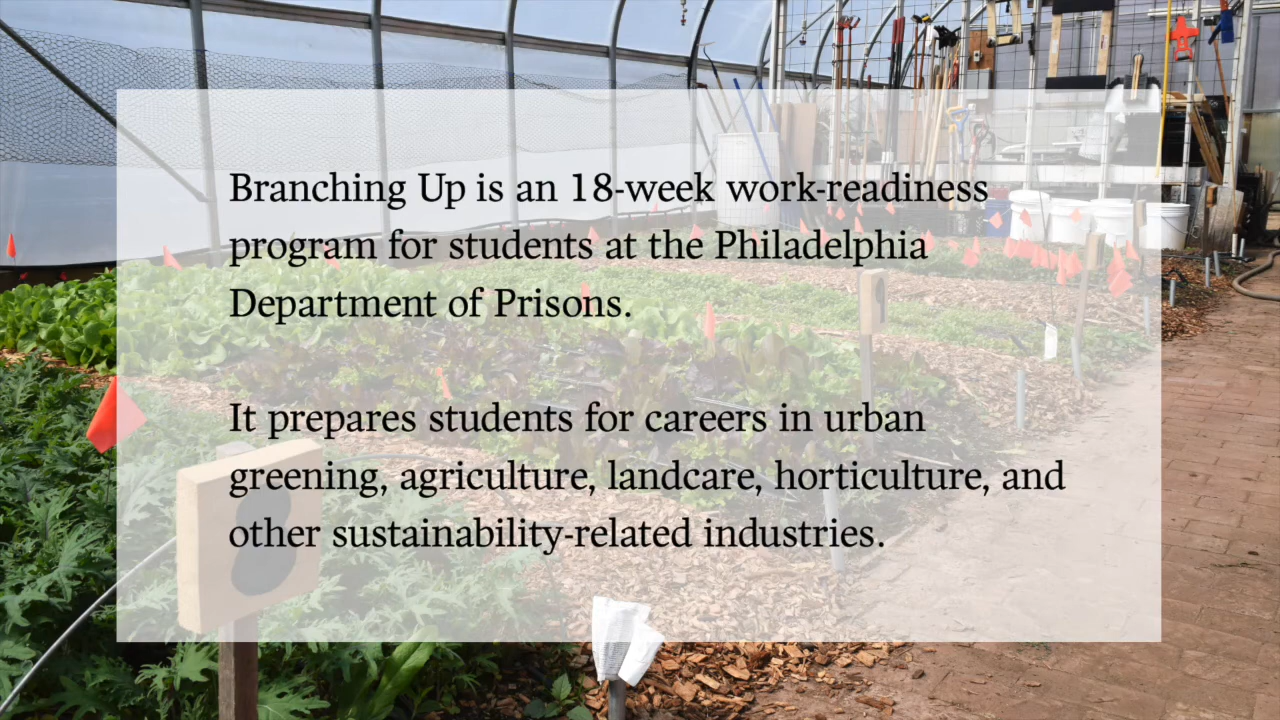 Branching Up is an 18-week work-readiness
program for students at the Philadelphia
Department of Prisons.
It prepares students for careers in urban
greening, agriculture, landcare, horticulture, and
other sustainability-related industries.